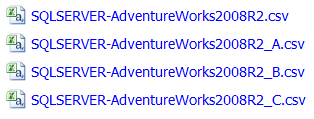 SQLSERVER-AdventureWorks2008R2.csv
SQLSERVER-AdventureWorks2008R2_A.csv
SQLSERVER-AdventureWorks2008R2_B.csv
SQLSERVER-AdventureWorks2008R2_C.csv